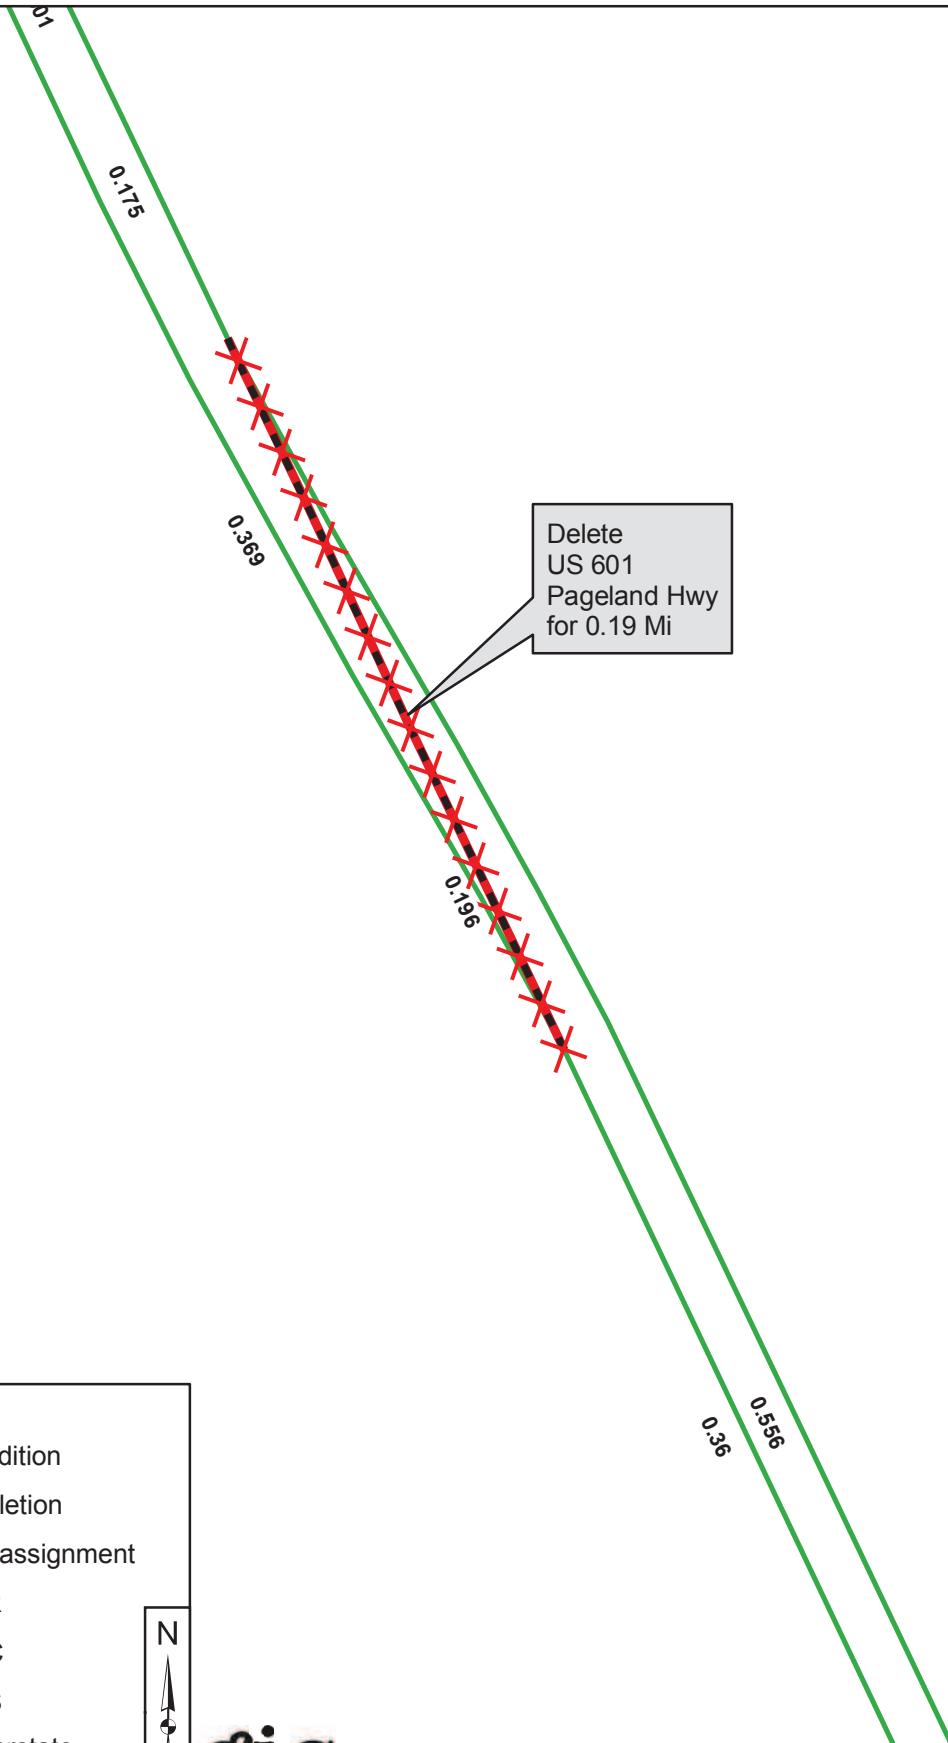 01
0.175
0.369
Delete
US 601
Pageland Hwy
for 0.19 Mi
0.196
0.556
0.36
dition
letion
assignment
N